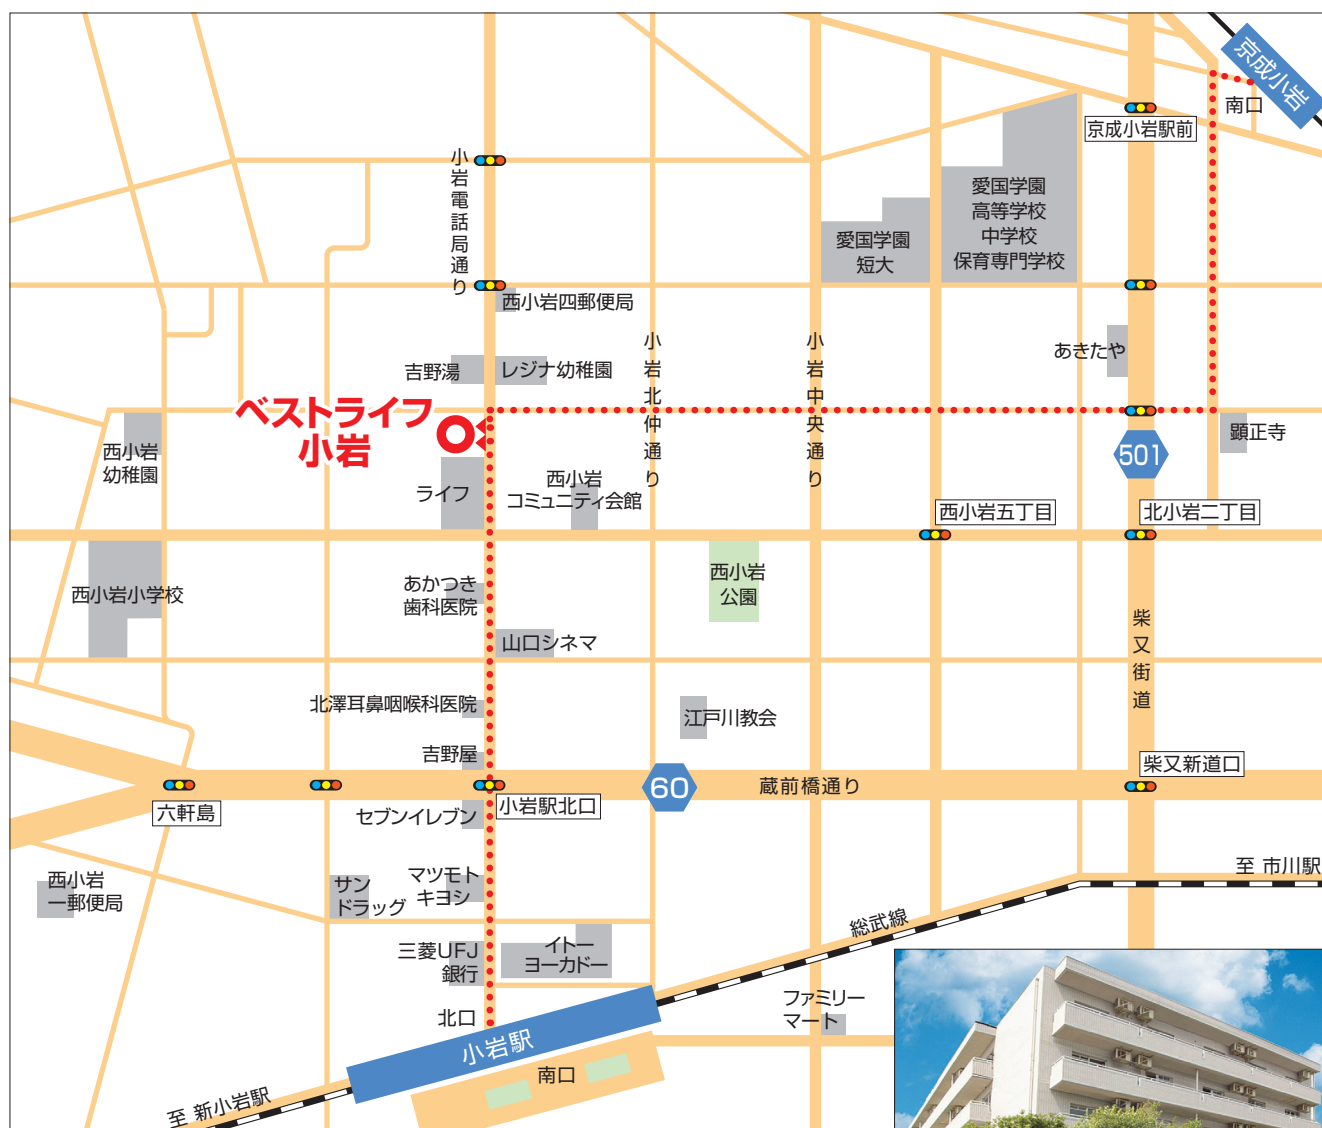 京成小岩
南口
京成小岩駅前
小岩電話局通り
愛国学園
高等学校
中学校
保育専門学校
愛国学園
短大
西小岩四郵便局
あきたや
吉野湯
レジナ幼稚園
小岩北仲通り
小岩中央通り
ベストライフ
小岩
顕正寺
西小岩
幼稚園
501
ライフ
西小岩
コミュニティ会館
西小岩五丁目
北小岩二丁目
西小岩小学校
あかつき
歯科医院
西小岩
公園
山口シネマ
柴又街道
北澤耳鼻咽喉科医院
江戸川教会
吉野屋
柴又新道口
60
蔵前橋通り
六軒島
セブンイレブン
小岩駅北口
至 市川駅
西小岩
一郵便局
サン
ドラッグ
マツモト
キヨシ
総武線
三菱UFJ
銀行
イトー
ヨーカドー
ファミリー
マート
北口
小岩駅
南口
至 新小岩駅